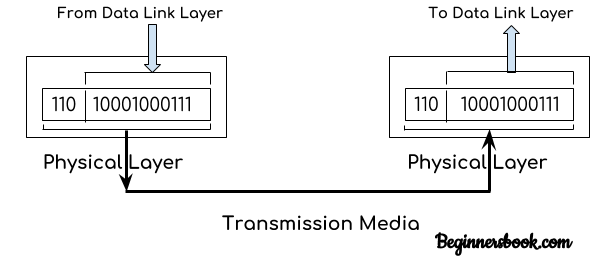 From Data Link Layer
To Data Link Layer
110 10001000111
110 10001000111
Physical Layer
Physical Layer
Transmission Media
Beginnersbook.com